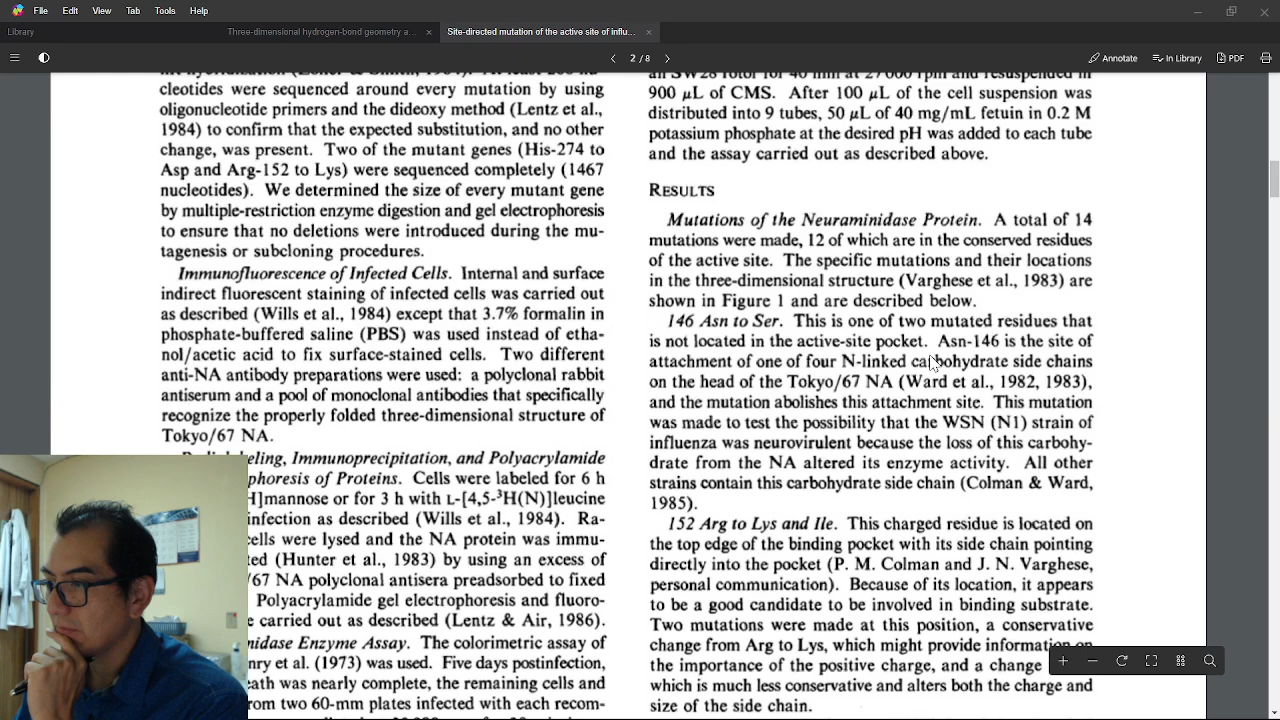 File View Tab Tools Help
Library
Three-dimensional hydrogen-bond geometry a...
Site-directed mutation of the active site of influ...
2 / 8
Annotate
In Library
PDF
cleotides were sequenced around every mutation by using
oligonucleotide primers and the dideoxy method (Lentz et al.,
1984) to confirm that the expected substitution, and no other
change, was present. Two of the mutant genes (His-274 to
Asp and Arg-152 to Lys) were sequenced completely (1467
nucleotides). We determined the size of every mutant gene
by multiple-restriction enzyme digestion and gel electrophoresis
to ensure that no deletions were introduced during the mu-
tagenesis or subcloning procedures.
Immunofluorescence of Infected Cells. Internal and surface
indirect fluorescent staining of infected cells was carried out
as described (Wills et al., 1984) except that 3.7% formalin in
phosphate-buffered saline (PBS) was used instead of etha-
nol/acetic acid to fix surface-stained cells. Two different
anti-NA antibody preparations were used: a polyclonal rabbit
antiserum and a pool of monoclonal antibodies that specifically
recognize the properly folded three-dimensional structure of
Tokyo/67 NA.
eling, Immunoprecipitation, and Polyacrylamide
phoresis of Proteins. Cells were labeled for 6 h
H]mannose or for 3 h with L-[4,5-³H(N)]leucine
infection as described (Wills et al., 1984). Ra-
cells were lysed and the NA protein was immu-
ted (Hunter et al., 1983) by using an excess of
/67 NA polyclonal antisera preadsorbed to fixed
Polyacrylamide gel electrophoresis and fluoro-
e carried out as described (Lentz & Air, 1986).
nidase Enzyme Assay. The colorimetric assay of
nry et al. (1973) was used. Five days postinfection,
eath was nearly complete, the remaining cells and
rom two 60-mm plates infected with each recom-
an SW28 rotor for 40 min at 27 000 rpm and resuspended in
900 μL of CMS. After 100 μL of the cell suspension was
distributed into 9 tubes, 50 μL of 40 mg/mL fetuin in 0.2 M
potassium phosphate at the desired pH was added to each tube
and the assay carried out as described above.
RESULTS
Mutations of the Neuraminidase Protein. A total of 14
mutations were made, 12 of which are in the conserved residues
of the active site. The specific mutations and their locations
in the three-dimensional structure (Varghese et al., 1983) are
shown in Figure 1 and are described below.
146 Asn to Ser. This is one of two mutated residues that
is not located in the active-site pocket. Asn-146 is the site of
attachment of one of four N-linked carbohydrate side chains
on the head of the Tokyo/67 NA (Ward et al., 1982, 1983),
and the mutation abolishes this attachment site. This mutation
was made to test the possibility that the WSN (N1) strain of
influenza was neurovirulent because the loss of this carbohy-
drate from the NA altered its enzyme activity. All other
strains contain this carbohydrate side chain (Colman & Ward,
1985).
152 Arg to Lys and Ile. This charged residue is located on
the top edge of the binding pocket with its side chain pointing
directly into the pocket (P. M. Colman and J. N. Varghese,
personal communication). Because of its location, it appears
to be a good candidate to be involved in binding substrate.
Two mutations were made at this position, a conservative
change from Arg to Lys, which might provide information on
the importance of the positive charge, and a change
which is much less conservative and alters both the charge and
size of the side chain.